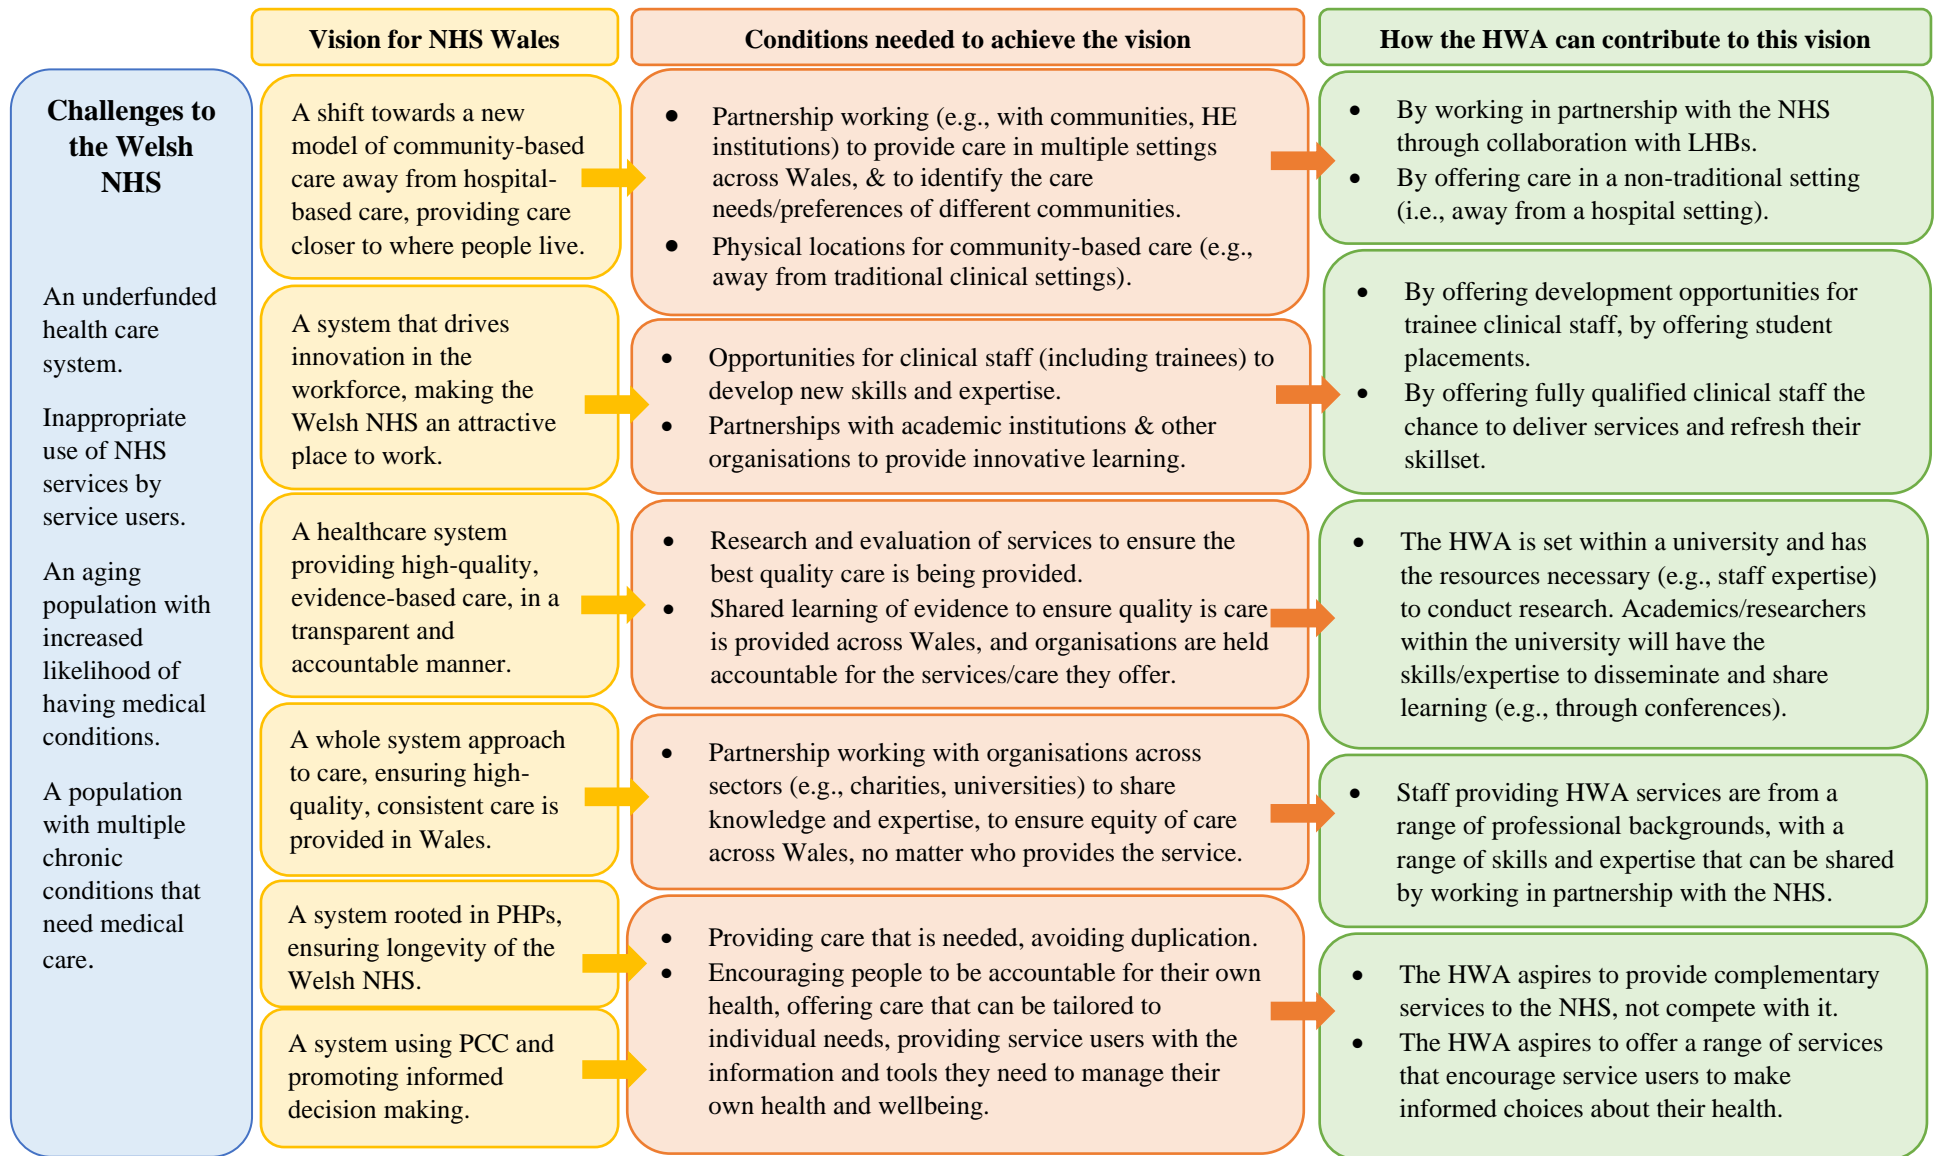 Vision for NHS Wales
Conditions needed to achieve the vision
How the HWA can contribute to this vision
Challenges to
the Welsh
NHS
An underfunded
health care
system.
Inappropriate
use of NHS
services by
service users.
An aging
population with
increased
likelihood of
having medical
conditions.
A population
with multiple
chronic
conditions that
need medical
care.
A shift towards a new
model of community-based
care away from hospital-
based care, providing care
closer to where people live.
A system that drives
innovation in the
workforce, making the
Welsh NHS an attractive
place to work.
A healthcare system
providing high-quality,
evidence-based care, in a
transparent and
accountable manner.
A whole system approach
to care, ensuring high-
quality, consistent care is
provided in Wales.
A system rooted in PHPs,
ensuring longevity of the
Welsh NHS.
A system using PCC and
promoting informed
decision making.
• Partnership working (e.g., with communities, HE
institutions) to provide care in multiple settings
across Wales, & to identify the care
needs/preferences of different communities.
• Physical locations for community-based care (e.g.,
away from traditional clinical settings).
• Opportunities for clinical staff (including trainees) to
develop new skills and expertise.
• Partnerships with academic institutions & other
organisations to provide innovative learning.
• Research and evaluation of services to ensure the
best quality care is being provided.
• Shared learning of evidence to ensure quality is care
is provided across Wales, and organisations are held
accountable for the services/care they offer.
• Partnership working with organisations across
sectors (e.g., charities, universities) to share
knowledge and expertise, to ensure equity of care
across Wales, no matter who provides the service.
• Providing care that is needed, avoiding duplication.
• Encouraging people to be accountable for their own
health, offering care that can be tailored to
individual needs, providing service users with the
information and tools they need to manage their
own health and wellbeing.
• By working in partnership with the NHS
through collaboration with LHBs.
• By offering care in a non-traditional setting
(i.e., away from a hospital setting).
• By offering development opportunities for
trainee clinical staff, by offering student
placements.
• By offering fully qualified clinical staff the
chance to deliver services and refresh their
skillset.
• The HWA is set within a university and has
the resources necessary (e.g., staff expertise)
to conduct research. Academics/researchers
within the university will have the
skills/expertise to disseminate and share
learning (e.g., through conferences).
• Staff providing HWA services are from a
range of professional backgrounds, with a
range of skills and expertise that can be shared
by working in partnership with the NHS.
• The HWA aspires to provide complementary
services to the NHS, not compete with it.
• The HWA aspires to offer a range of services
that encourage service users to make
informed choices about their health.